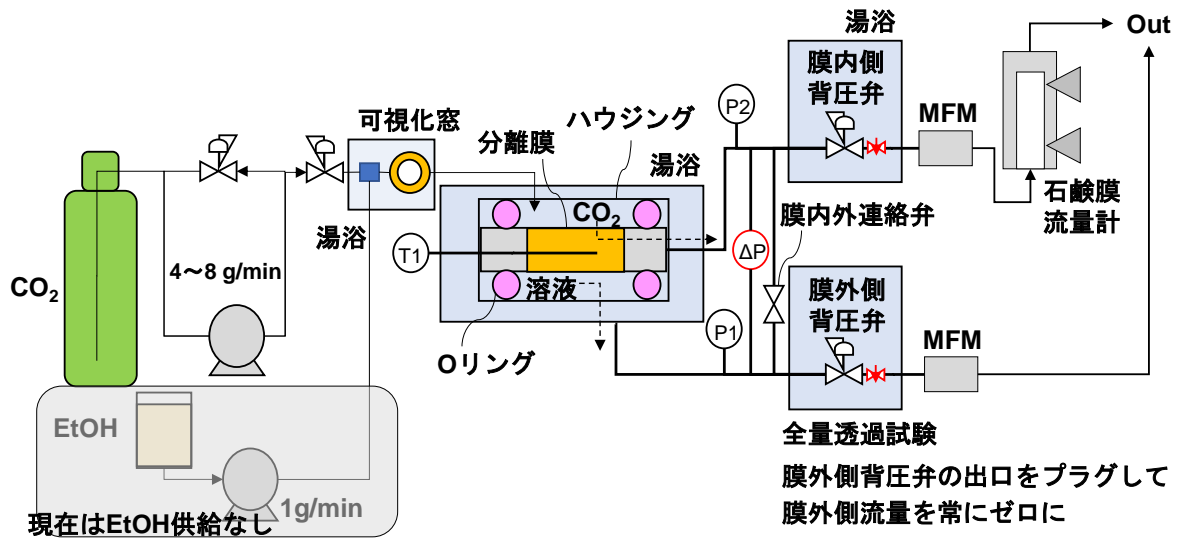 湯浴
Out
膜内側
背圧弁
P2
MFM
ハウジング
可視化窓
分離膜
湯浴
CO2
膜内外連絡弁
石鹸膜
流量計
湯浴
T1
ΔP
4～8 g/min
CO2
溶液
膜外側
背圧弁
P1
MFM
Oリング
EtOH
全量透過試験
膜外側背圧弁の出口をプラグして
膜外側流量を常にゼロに
1g/min
現在はEtOH供給なし